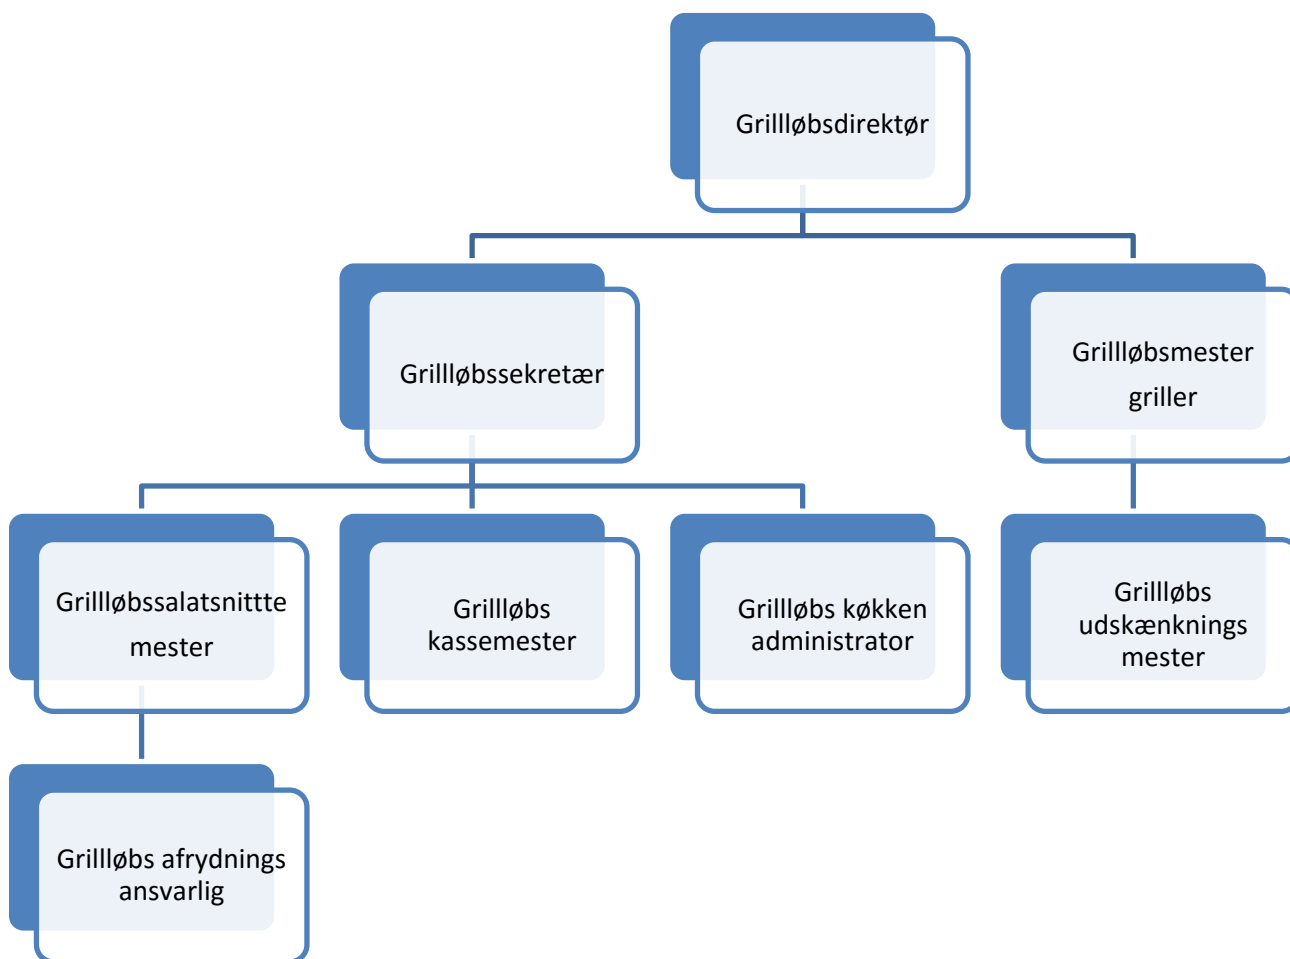 Grillløbsdirektør
Grillløbssekretær
Grillløbsmester
griller
Grillløbssalatsnittte
mester
Grillløbs
kassemester
Grillløbs køkken
administrator
Grillløbs
udskænknings
mester
Grillløbs afrydnings
ansvarlig